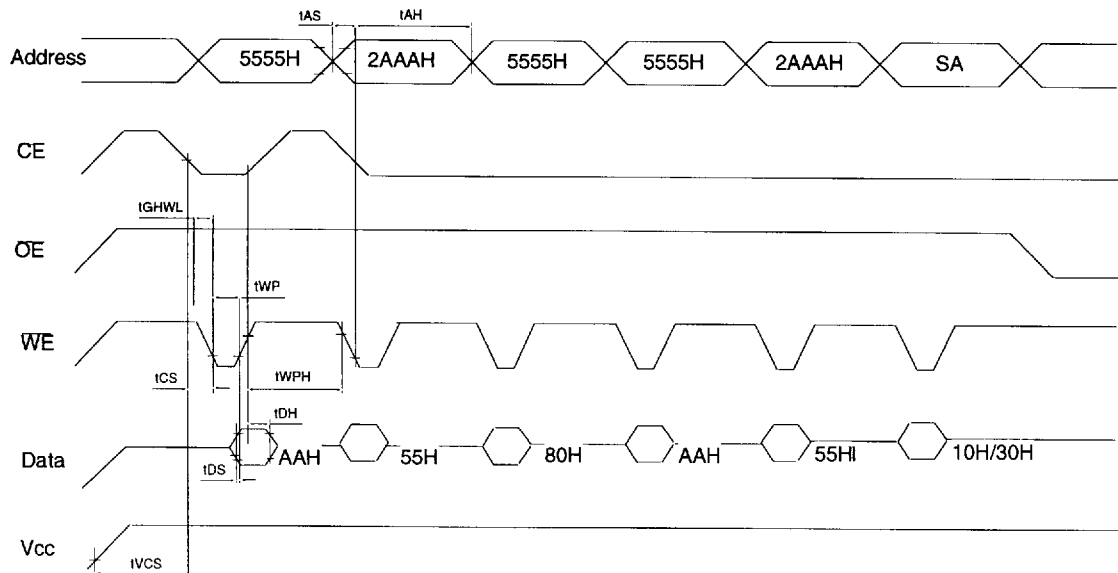 tAS tAH
Address 5555H 2AAAH 5555H 5555H 2AAAH SA
CE
tGHWL
OE
tWP
WE
tCS tWPH
tDH
Data AAH 55H 80H AAH 55H 10H/30H
tDS
Vcc
tVCS